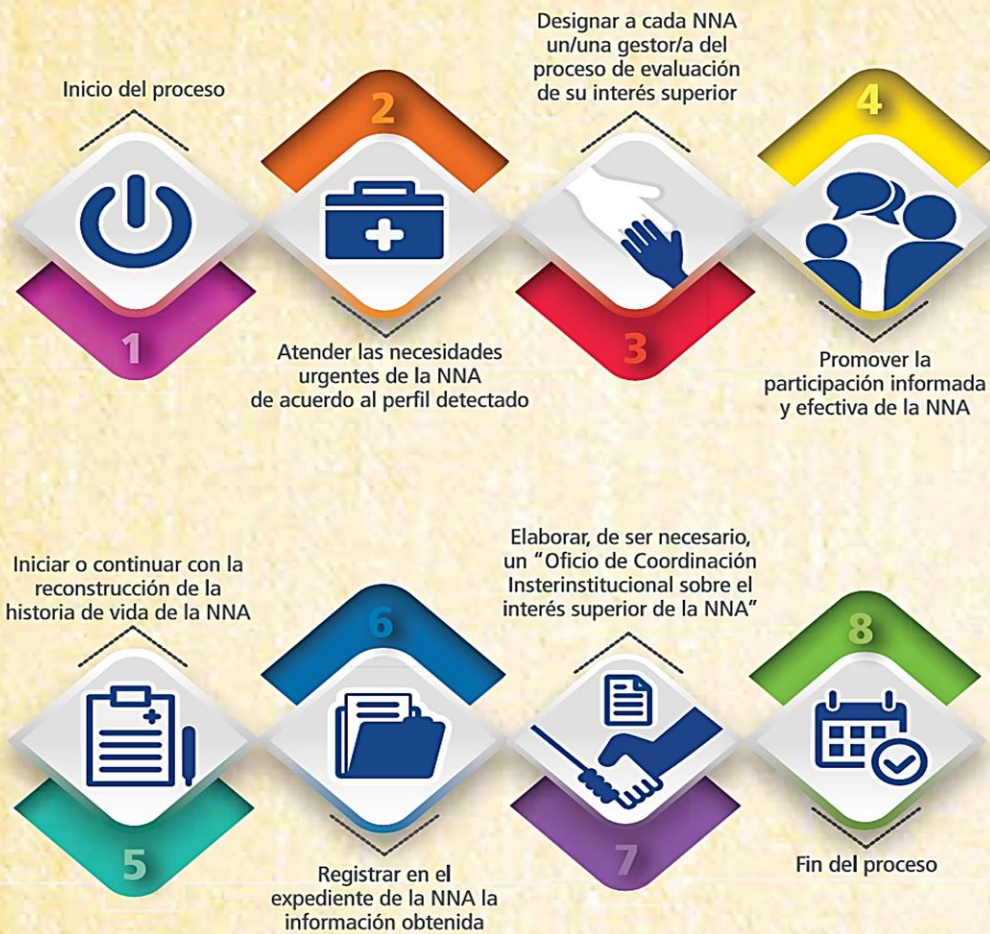 Inicio del proceso
1
2
Atender las necesidades
urgentes de la NNA
de acuerdo al perfil detectado
Designar a cada NNA
un/una gestor/a del
proceso de evaluación
de su interés superior
3
4
Promover la
participación informada
y efectiva de la NNA
Iniciar o continuar con la
reconstrucción de la
historia de vida de la NNA
5
6
Registrar en el
expediente de la NNA la
información obtenida
Elaborar, de ser necesario,
un “Oficio de Coordinación
Insterinstitucional sobre el
interés superior de la NNA”
7
8
Fin del proceso